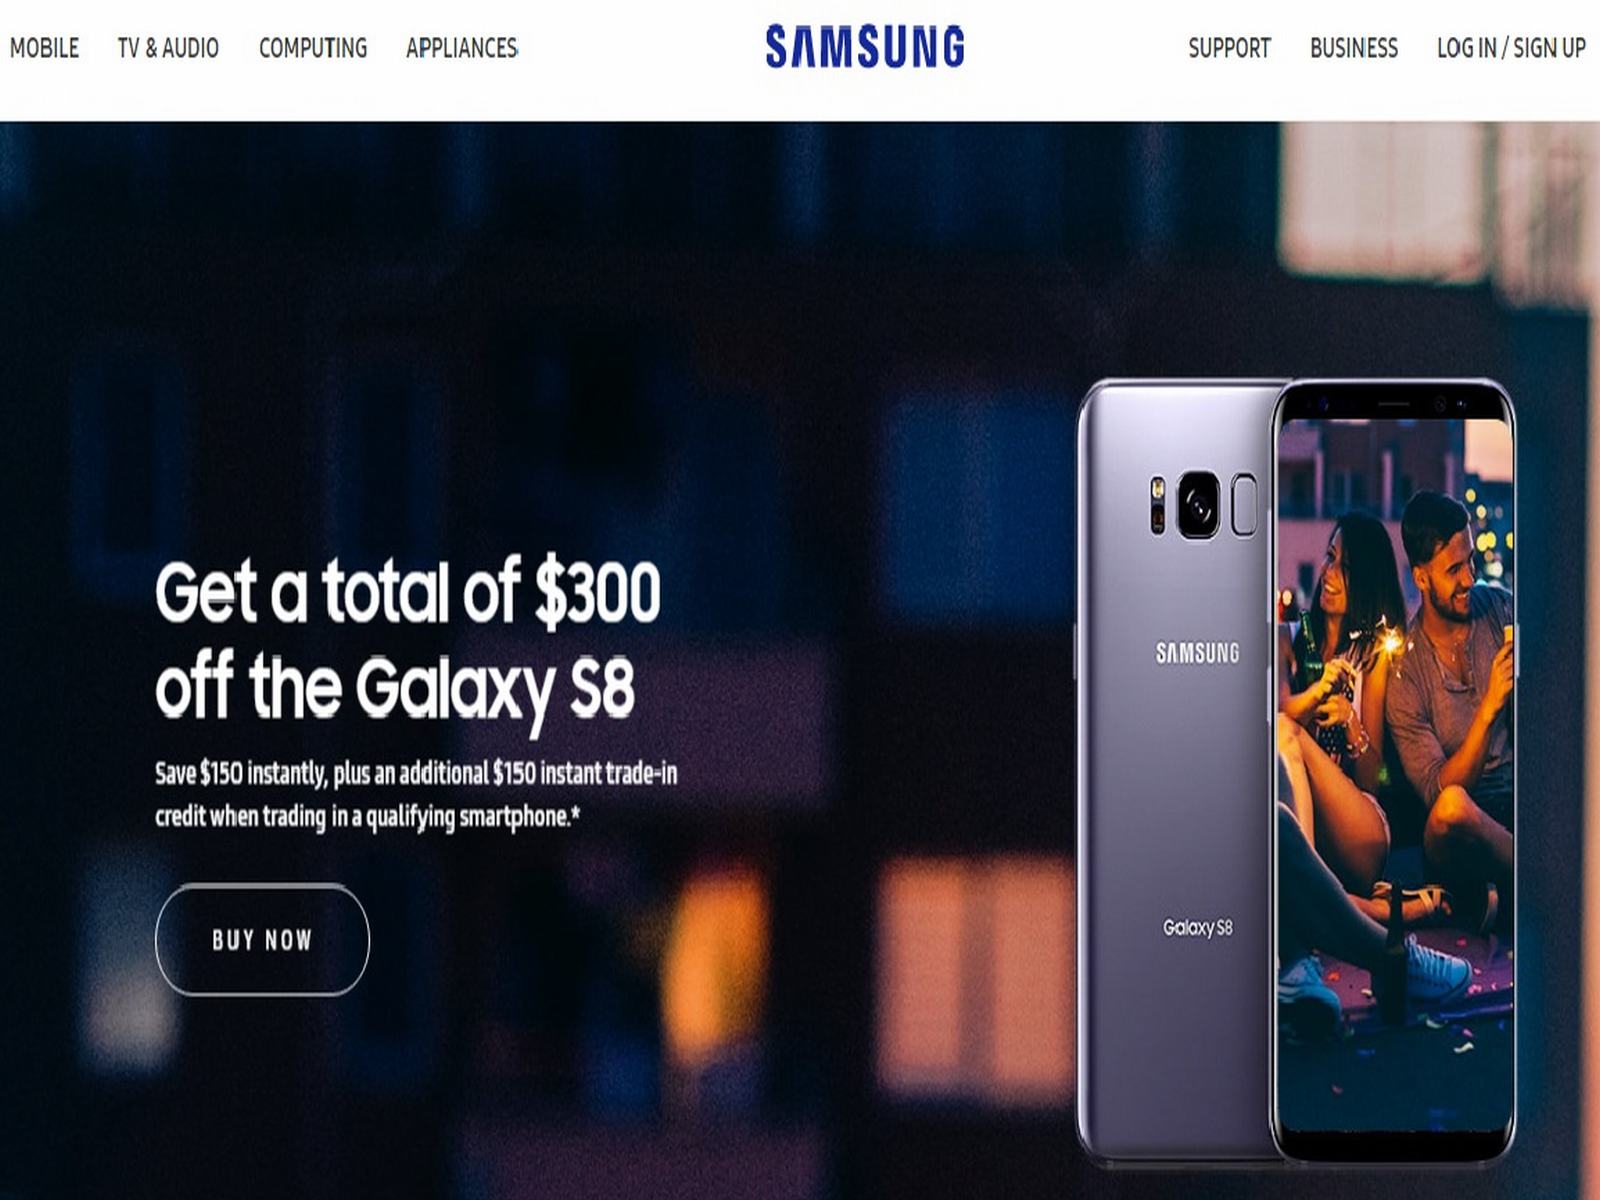 MOBILE TV & AUDIO COMPUTING APPLIANCES SAMSUNG SUPPORT BUSINESS LOG IN / SIGN UP
Get a total of $300
off the Galaxy S8
Save $150 instantly, plus an additional $150 instant trade-in
credit when trading in a qualifying smartphone.*
BUY NOW
SAMSUNG
Galaxy S8